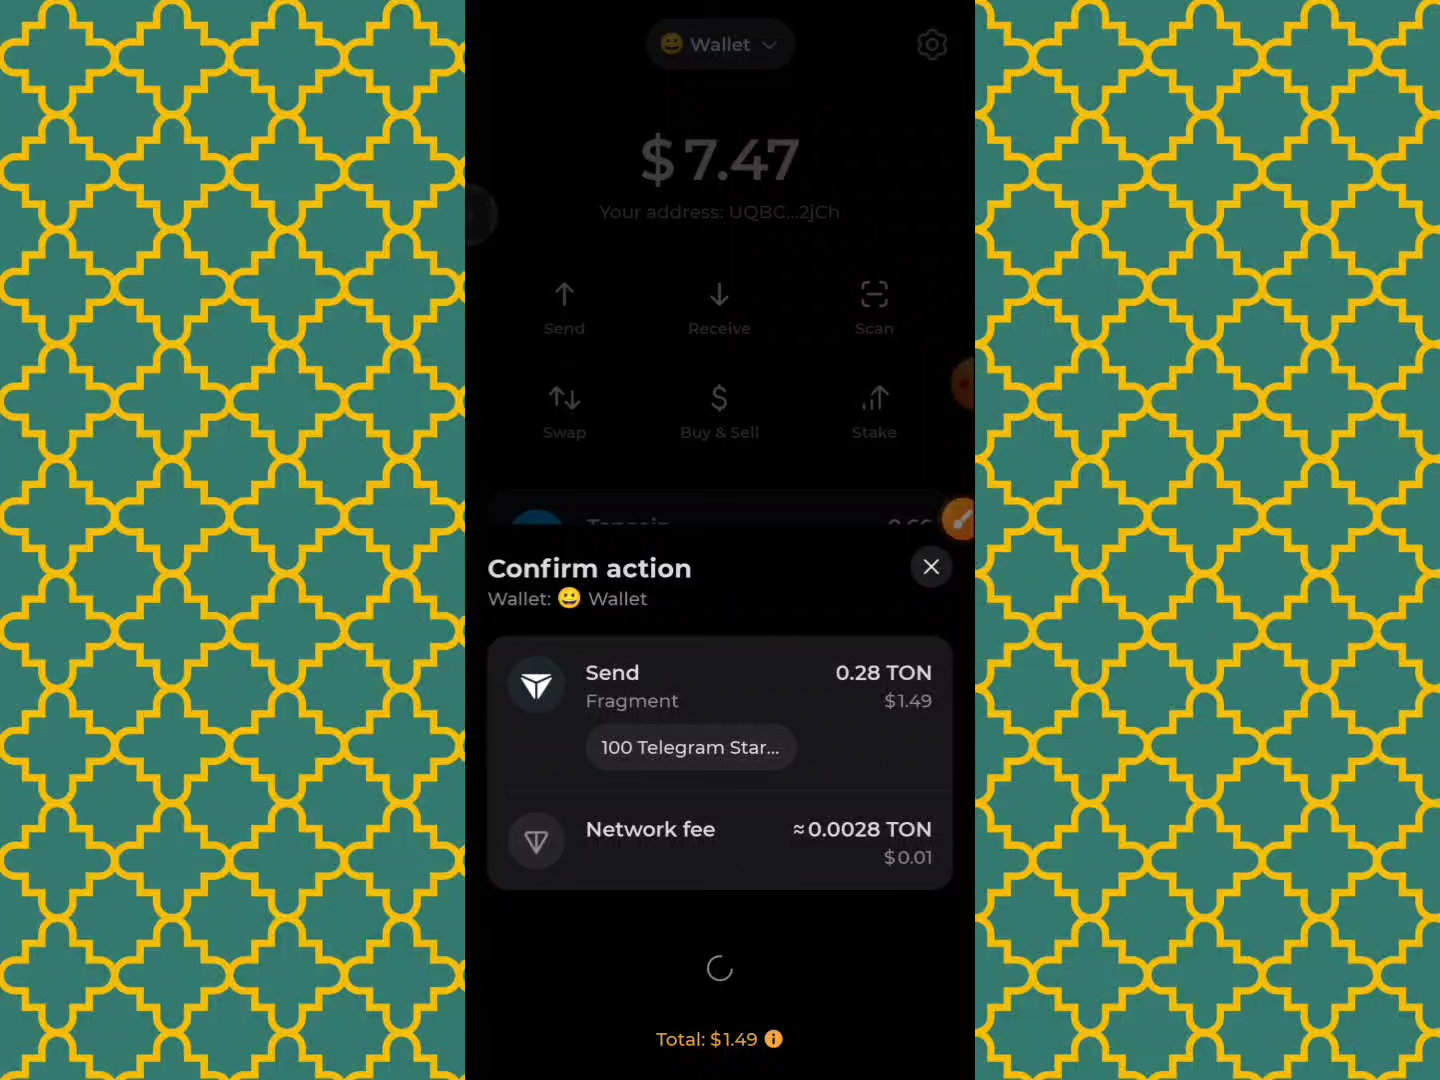 😀 Wallet
$7.47
Your address: UQBC...2jCh
Send
Receive
Scan
Swap
Buy & Sell
Stake
Confirm action
Wallet: 😀 Wallet
Send 0.28 TON
Fragment $1.49
100 Telegram Star...
Network fee ≈0.0028 TON
$0.01
Total: $1.49